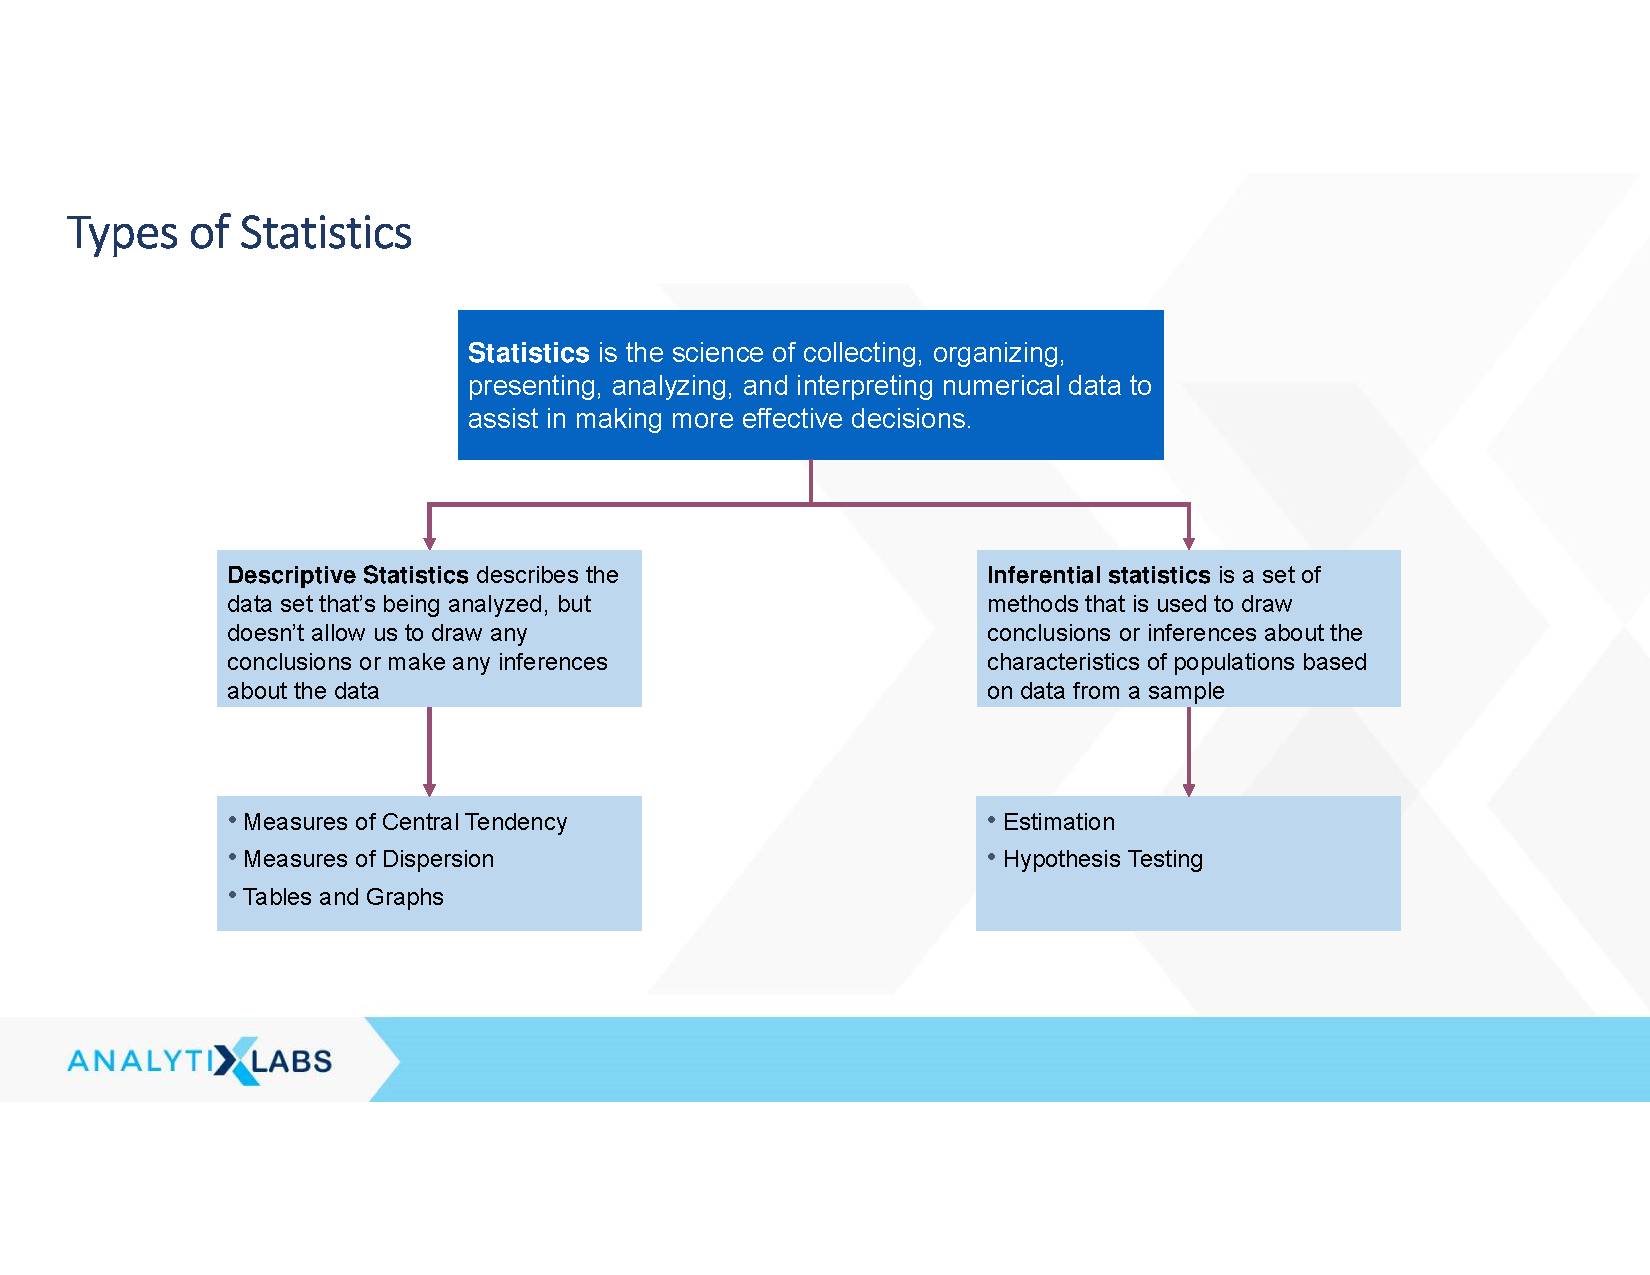 Types of Statistics
Statistics is the science of collecting, organizing,
presenting, analyzing, and interpreting numerical data to
assist in making more effective decisions.
Descriptive Statistics describes the
data set that’s being analyzed, but
doesn’t allow us to draw any
conclusions or make any inferences
about the data
Inferential statistics is a set of
methods that is used to draw
conclusions or inferences about the
characteristics of populations based
on data from a sample
• Measures of Central Tendency
• Measures of Dispersion
• Tables and Graphs
• Estimation
• Hypothesis Testing
ANALYTIXLABS